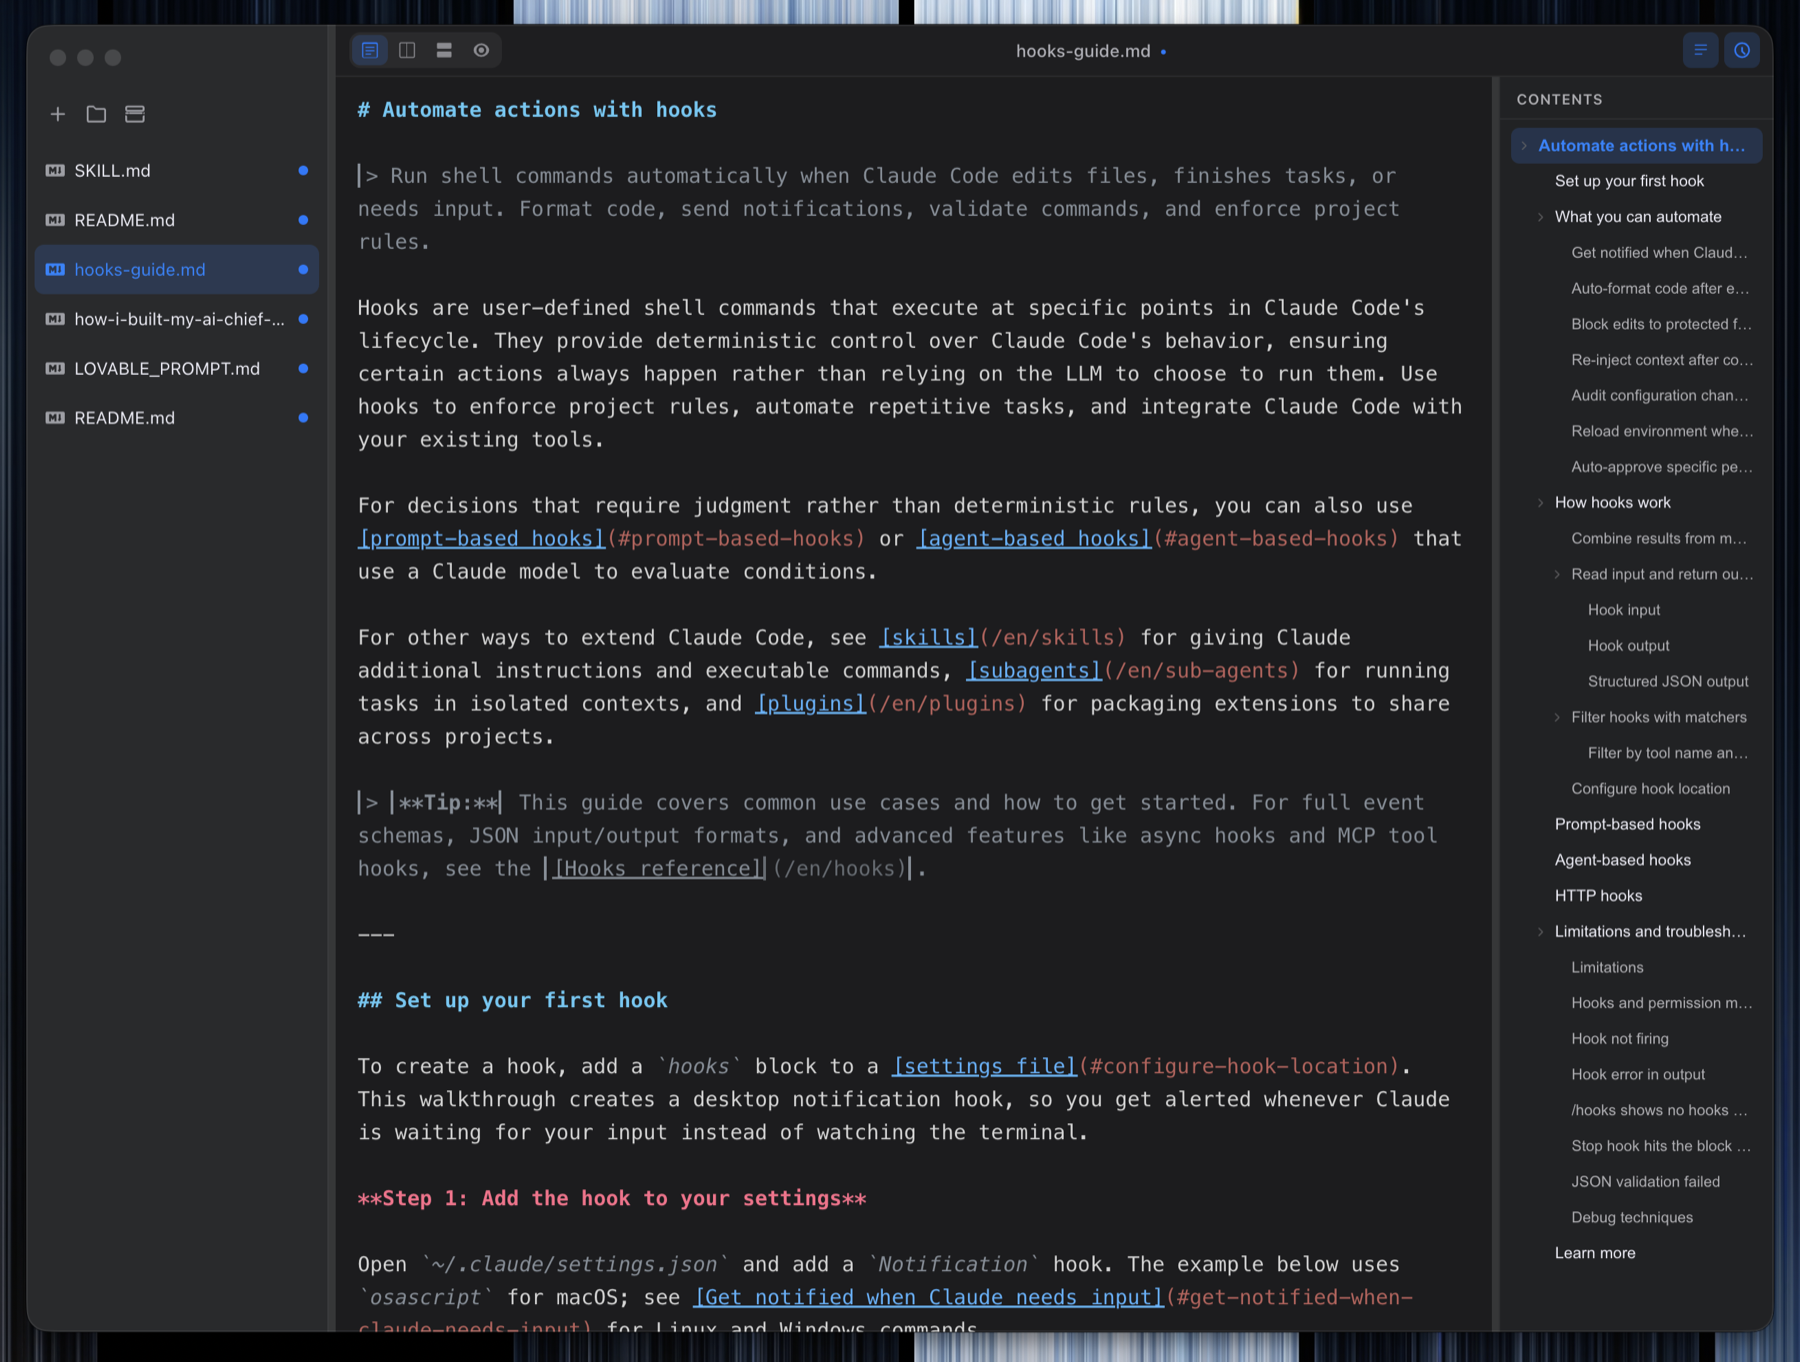 hooks-guide.md
SKILL.md
README.md
hooks-guide.md
how-i-built-my-ai-chief-...
LOVABLE_PROMPT.md
README.md
# Automate actions with hooks
> Run shell commands automatically when Claude Code edits files, finishes tasks, or
needs input. Format code, send notifications, validate commands, and enforce project
rules.
Hooks are user-defined shell commands that execute at specific points in Claude Code's
lifecycle. They provide deterministic control over Claude Code's behavior, ensuring
certain actions always happen rather than relying on the LLM to choose to run them. Use
hooks to enforce project rules, automate repetitive tasks, and integrate Claude Code with
your existing tools.
For decisions that require judgment rather than deterministic rules, you can also use
[prompt-based hooks](#prompt-based-hooks) or [agent-based hooks](#agent-based-hooks) that
use a Claude model to evaluate conditions.
For other ways to extend Claude Code, see [skills](/en/skills) for giving Claude
additional instructions and executable commands, [subagents](/en/sub-agents) for running
tasks in isolated contexts, and [plugins](/en/plugins) for packaging extensions to share
across projects.
> **Tip:** This guide covers common use cases and how to get started. For full event
schemas, JSON input/output formats, and advanced features like async hooks and MCP tool
hooks, see the [Hooks reference](/en/hooks).
---
## Set up your first hook
To create a hook, add a `hooks` block to a [settings file](#configure-hook-location).
This walkthrough creates a desktop notification hook, so you get alerted whenever Claude
is waiting for your input instead of watching the terminal.
**Step 1: Add the hook to your settings**
Open `~/.claude/settings.json` and add a `Notification` hook. The example below uses
`osascript` for macOS; see [Get notified when Claude needs input](#get-notified-when-
claude-needs-input) for Linux and Windows commands.
CONTENTS
Automate actions with h...
Set up your first hook
What you can automate
Get notified when Claud...
Auto-format code after e...
Block edits to protected f...
Re-inject context after co...
Audit configuration chan...
Reload environment whe...
Auto-approve specific pe...
How hooks work
Combine results from m...
Read input and return ou...
Hook input
Hook output
Structured JSON output
Filter hooks with matchers
Filter by tool name an...
Configure hook location
Prompt-based hooks
Agent-based hooks
HTTP hooks
Limitations and troublesh...
Limitations
Hooks and permission m...
Hook not firing
Hook error in output
/hooks shows no hooks ...
Stop hook hits the block ...
JSON validation failed
Debug techniques
Learn more